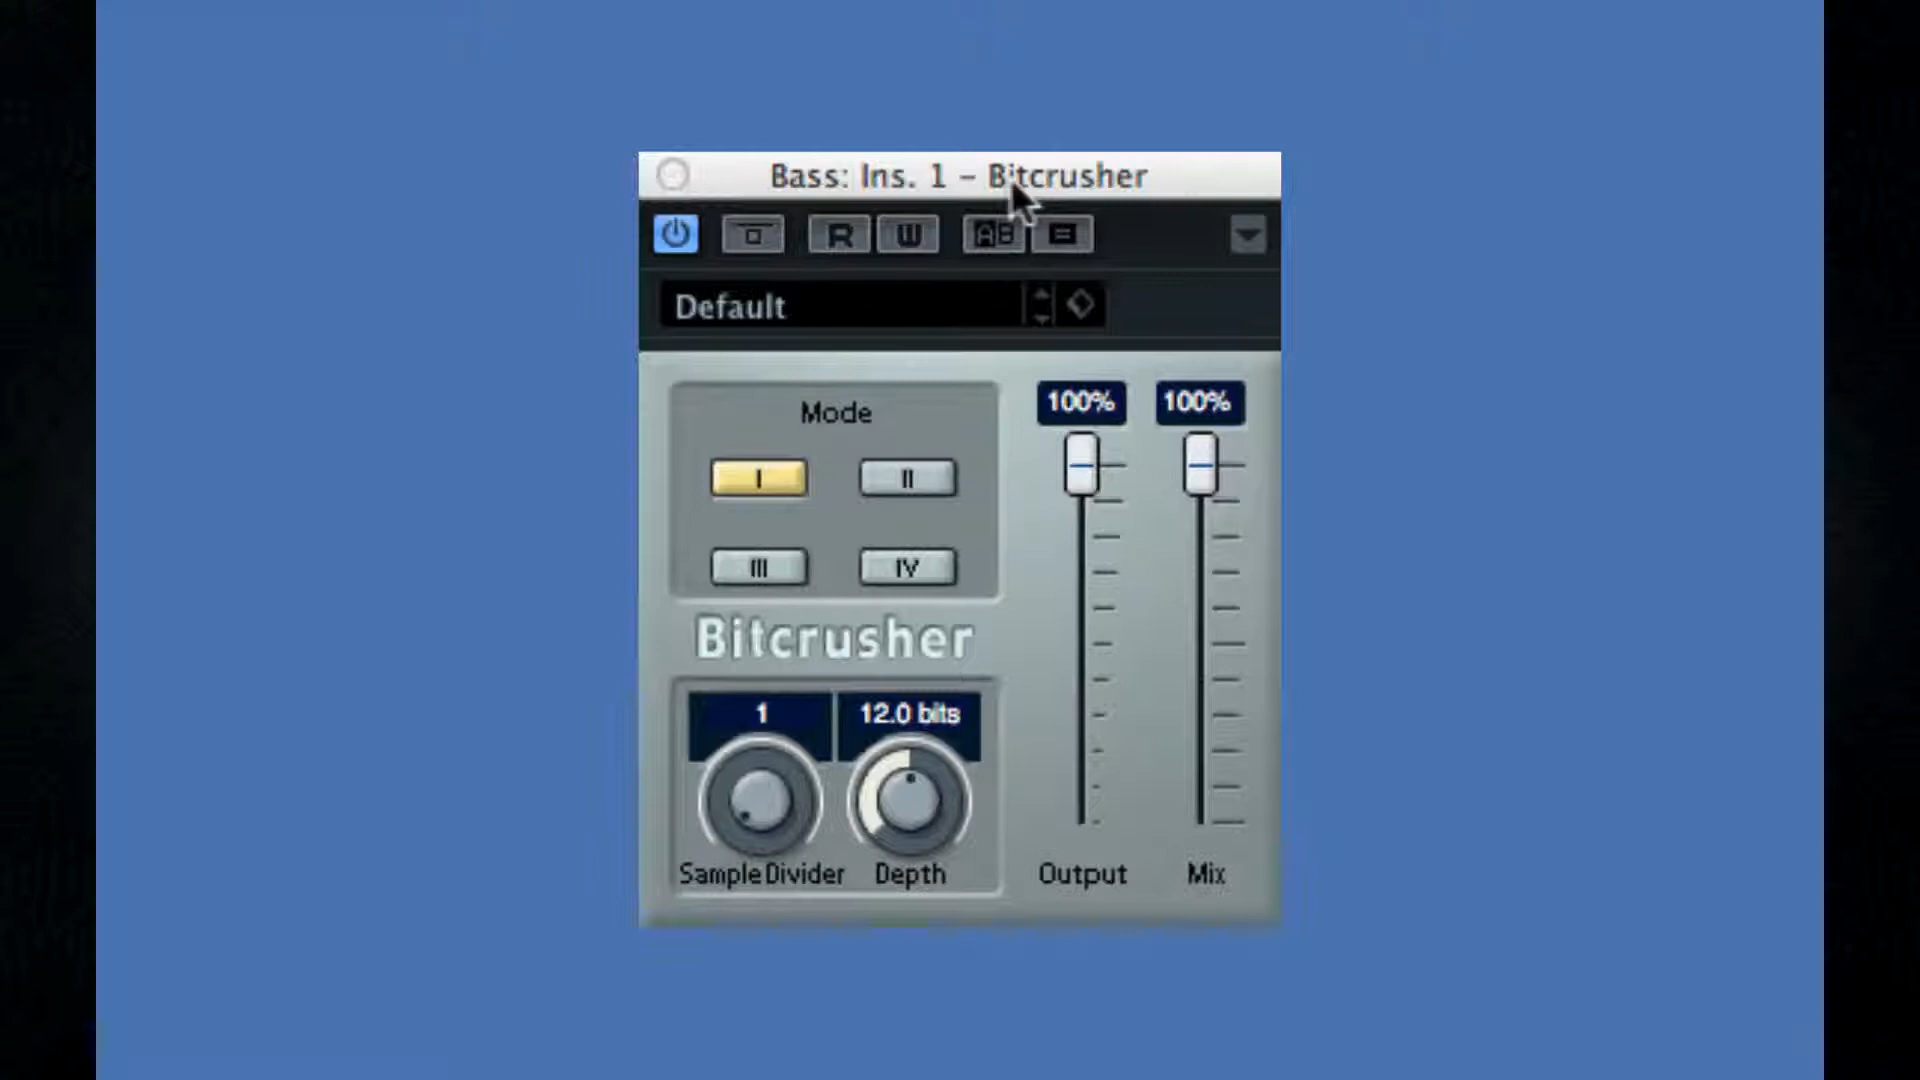 Bass: Ins. 1 – Bitcrusher
R W AB =
Default
Mode
100% 100%
I II
III IV
Bitcrusher
1 12.0 bits
Sample Divider Depth Output Mix